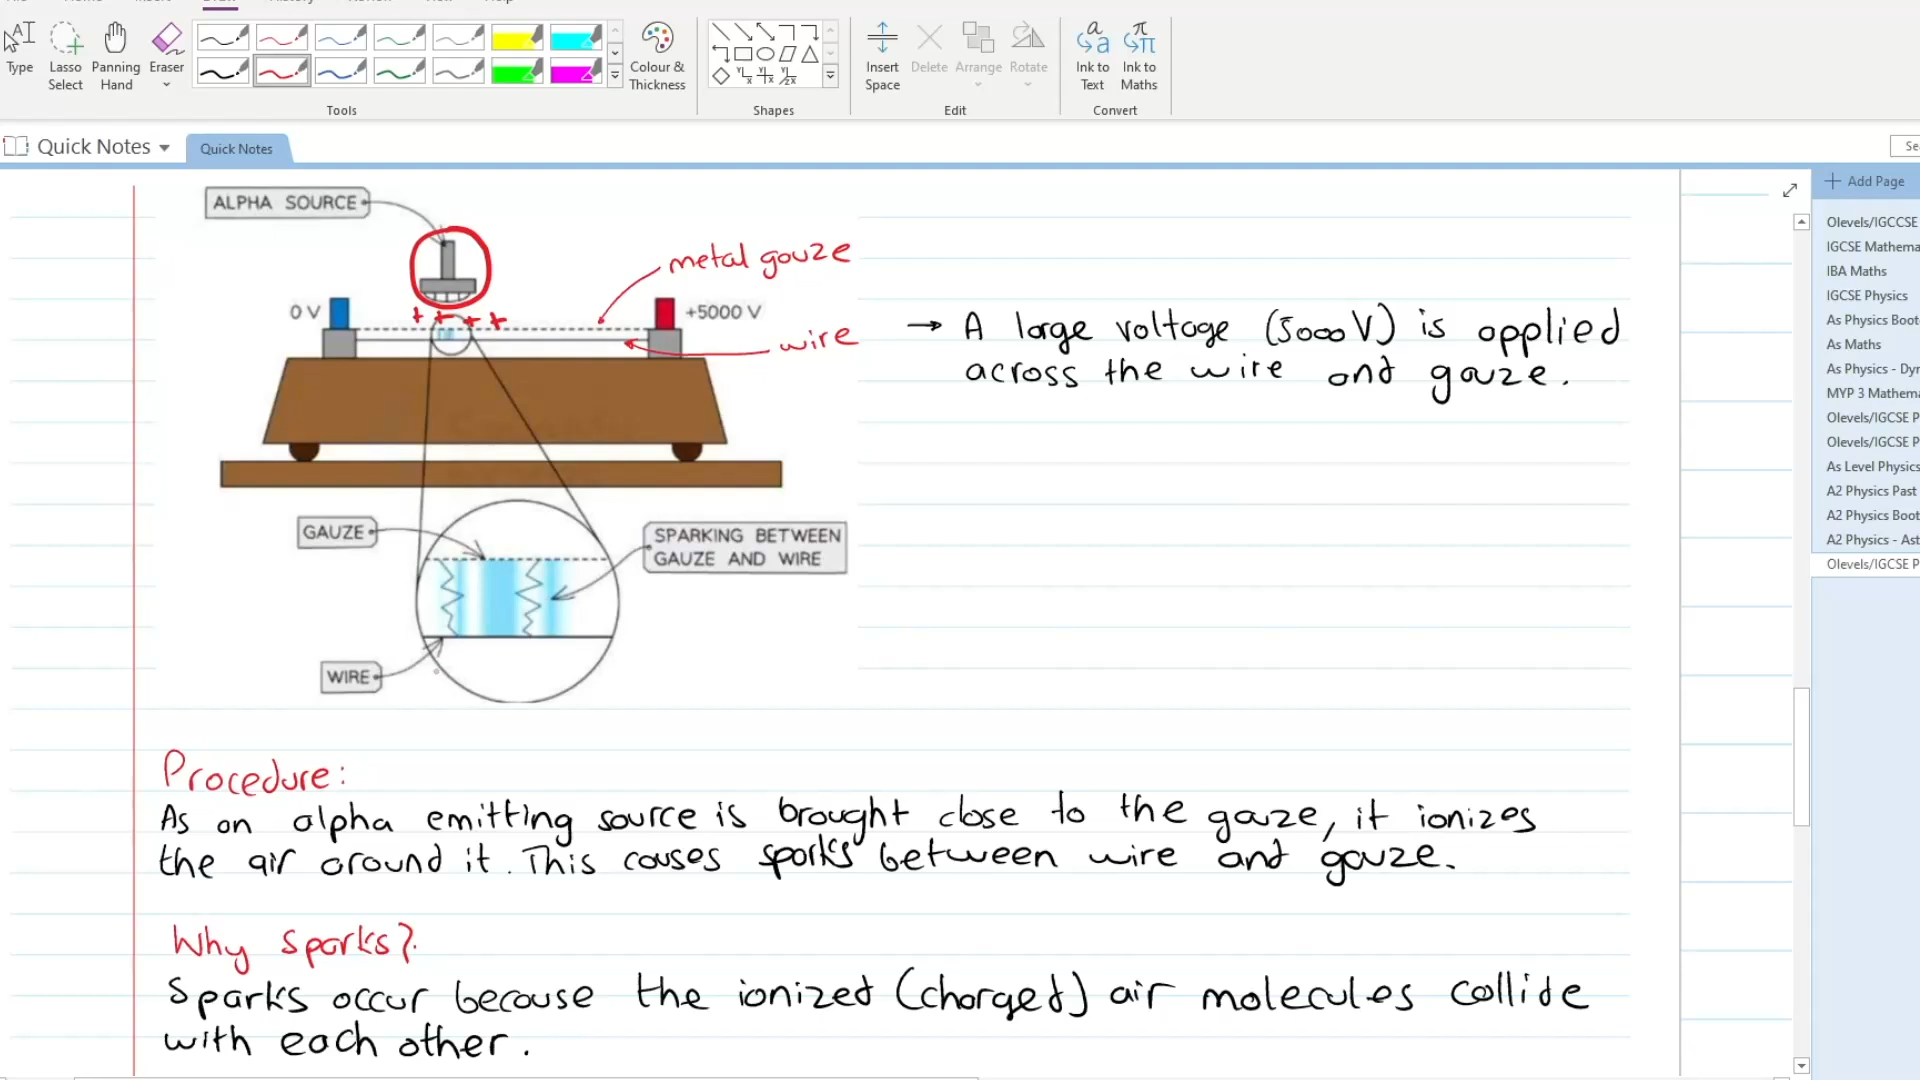 Type
Lasso Select
Panning Hand
Eraser
Colour & Thickness
Insert Space
Delete
Arrange
Rotate
Ink to Text
Ink to Maths
Tools
Shapes
Edit
Convert
Quick Notes
Quick Notes
Add Page
Olevels/IGCCSE
IGCSE Mathema
IBA Maths
IGCSE Physics
As Physics Boot
As Maths
As Physics - Dyr
MYP 3 Mathema
Olevels/IGCSE P
Olevels/IGCSE P
As Level Physics
A2 Physics Past
A2 Physics Boot
A2 Physics - Ast
Olevels/IGCSE P
ALPHA SOURCE
metal gauze
0 V
+5000 V
wire
→ A large voltage (5000V) is applied
across the wire and gauze.
GAUZE
SPARKING BETWEEN
GAUZE AND WIRE
WIRE
Procedure:
As an alpha emitting source is brought close to the gauze, it ionizes
the air around it. This causes sparks between wire and gauze.
Why sparks?
Sparks occur because the ionized (charged) air molecules collide
with each other.